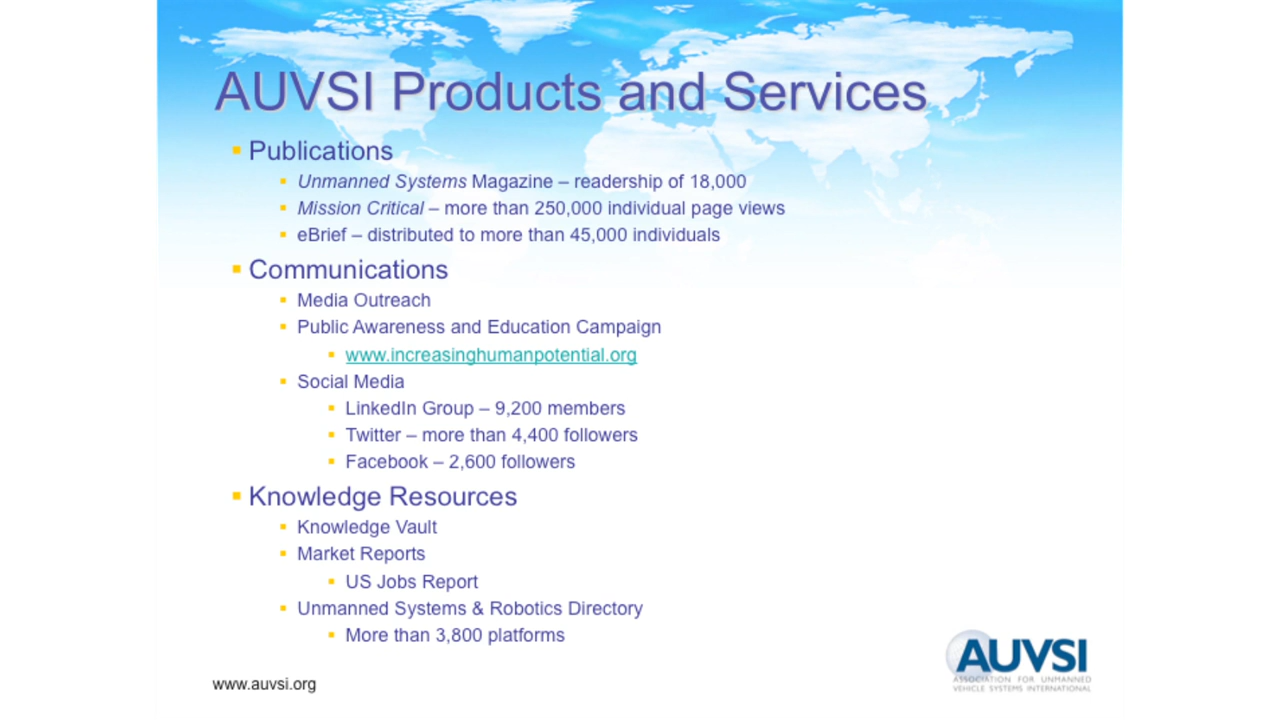 AUVSI Products and Services
Publications
Unmanned Systems Magazine – readership of 18,000
Mission Critical – more than 250,000 individual page views
eBrief – distributed to more than 45,000 individuals
Communications
Media Outreach
Public Awareness and Education Campaign
www.increasinghumanpotential.org
Social Media
LinkedIn Group – 9,200 members
Twitter – more than 4,400 followers
Facebook – 2,600 followers
Knowledge Resources
Knowledge Vault
Market Reports
US Jobs Report
Unmanned Systems & Robotics Directory
More than 3,800 platforms
www.auvsi.org
AUVSI
ASSOCIATION FOR UNMANNED
VEHICLE SYSTEMS INTERNATIONAL